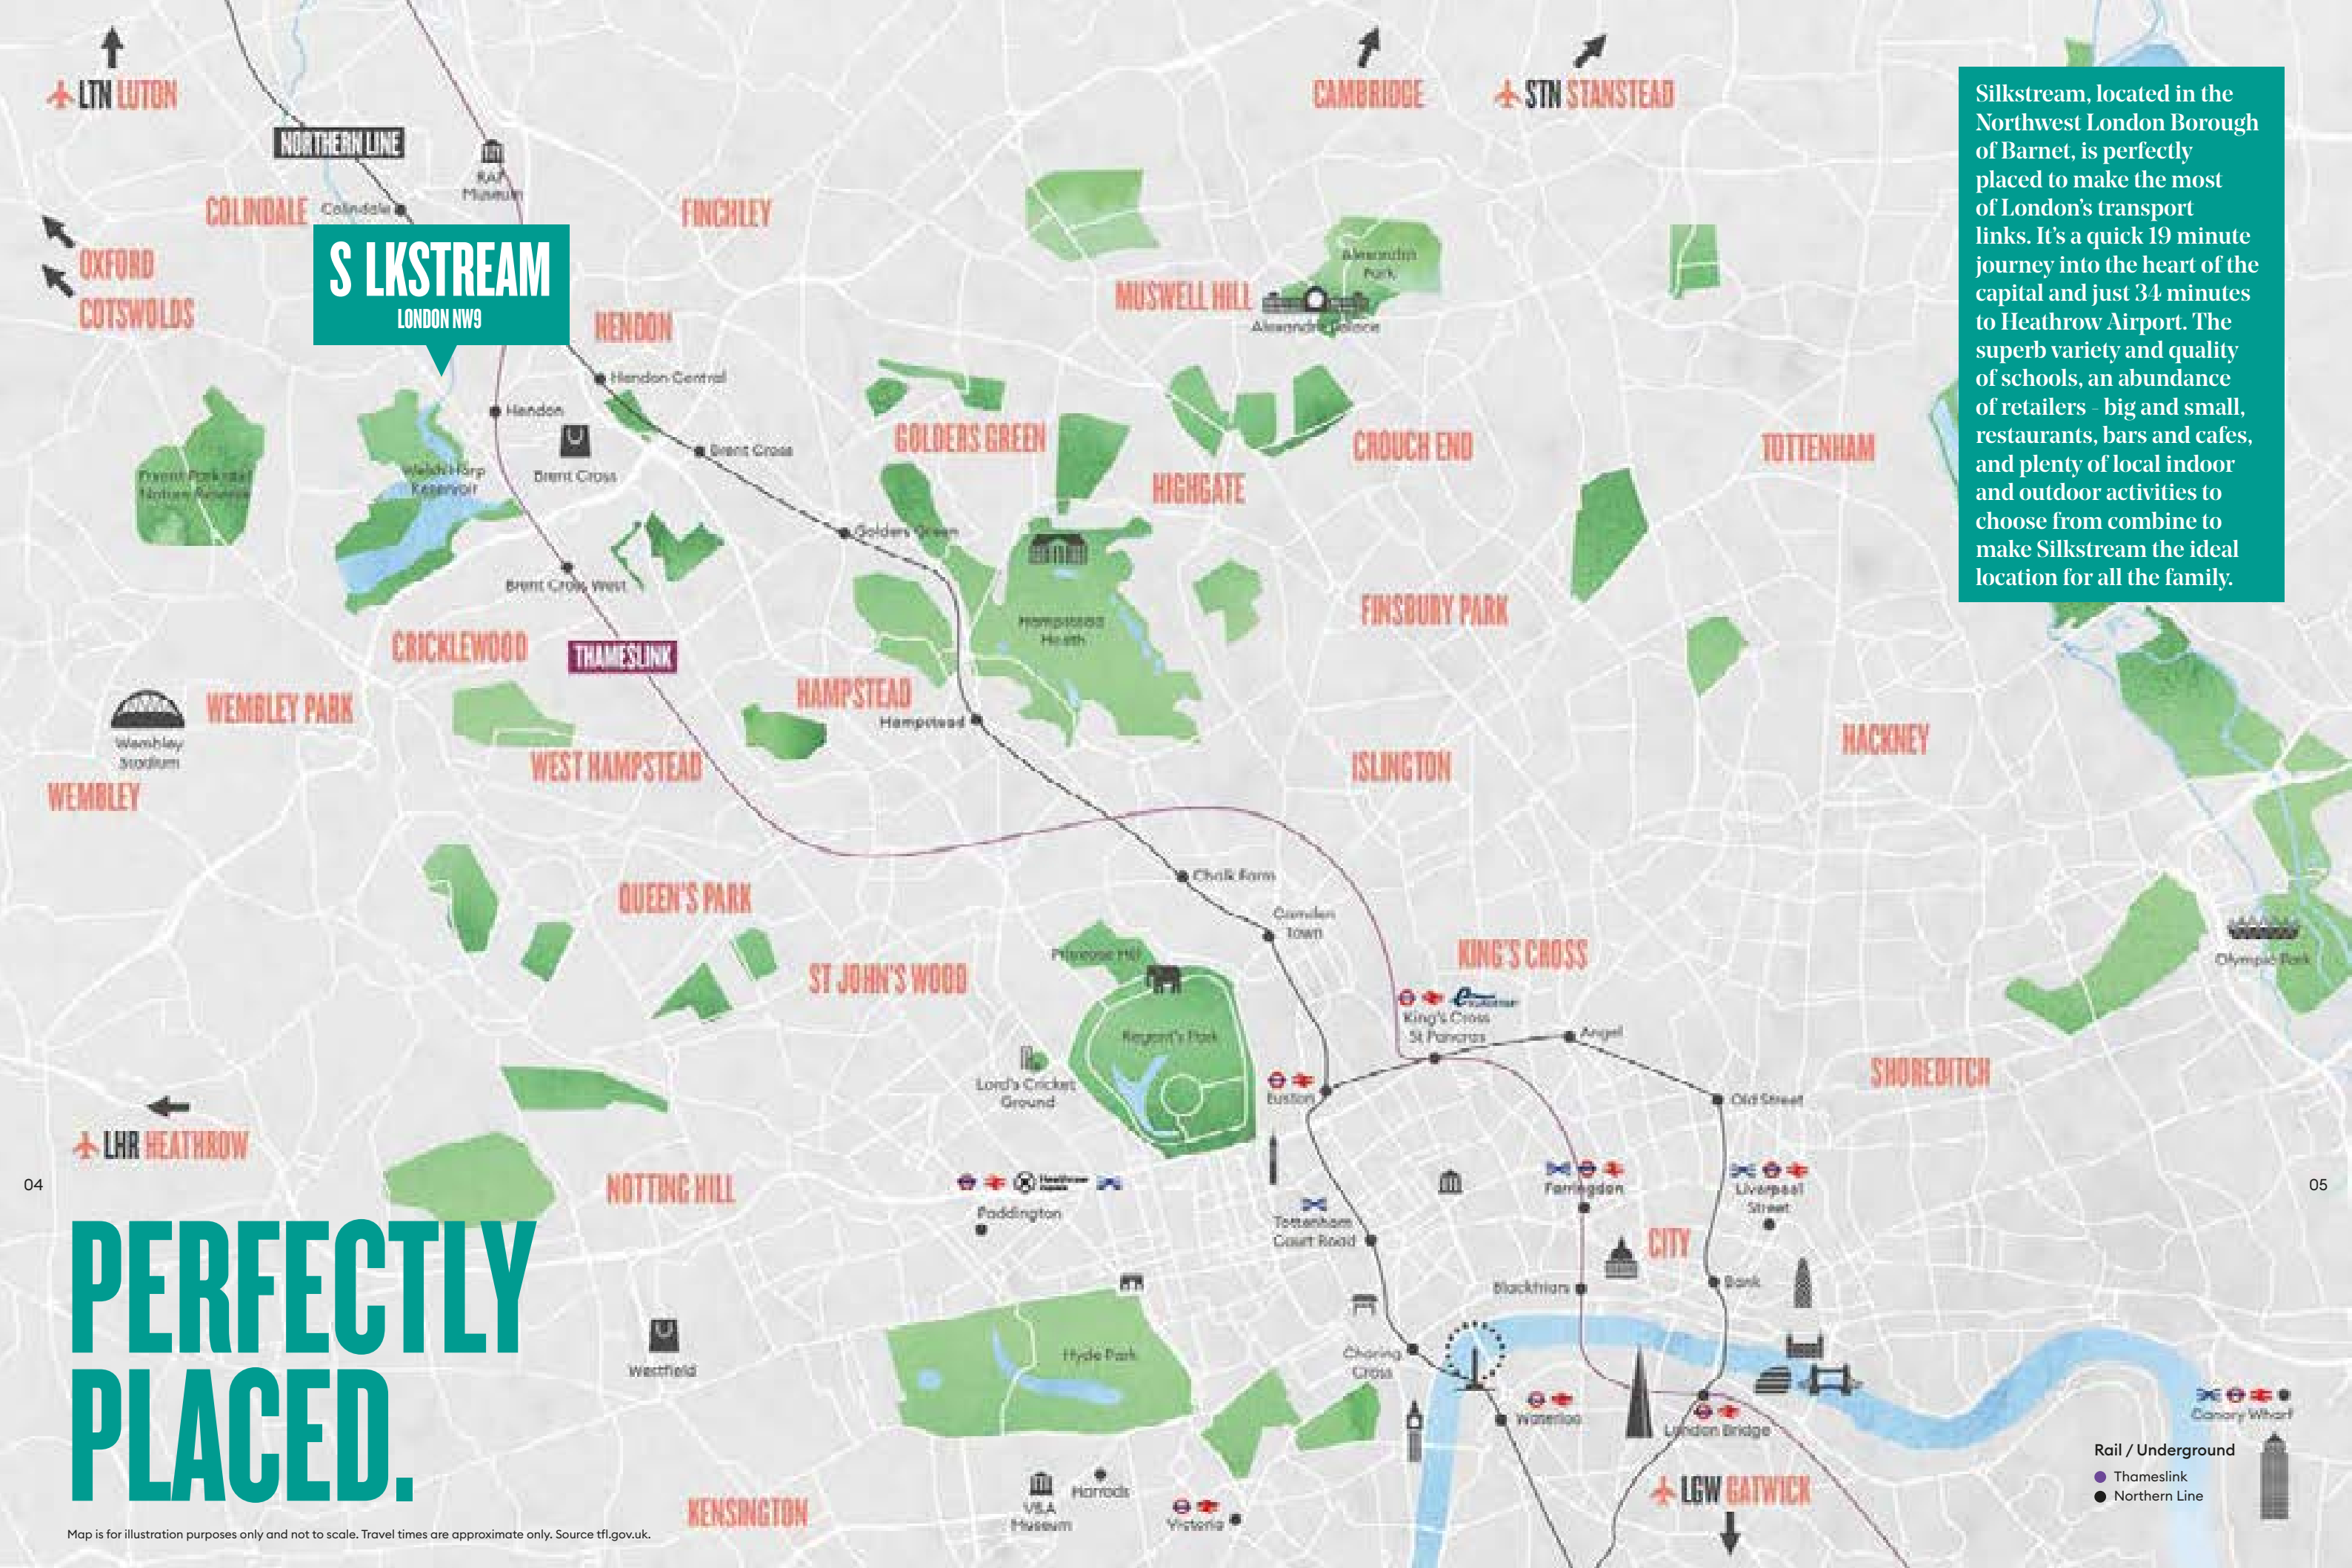 LTN LUTON
CAMBRIDGE
STN STANSTEAD
NORTHERN LINE
RAF
Museum
COLINDALE
Colindale
FINCHLEY
OXFORD
COTSWOLDS
S LKSTREAM
LONDON NW9
HENDON
Hendon Central
Hendon
Brent Cross
Brent Cross
MUSWELL HILL
Alexandra
Park
Alexandra Palace
Silkstream, located in the
Northwest London Borough
of Barnet, is perfectly
placed to make the most
of London's transport
links. It's a quick 19 minute
journey into the heart of the
capital and just 34 minutes
to Heathrow Airport. The
superb variety and quality
of schools, an abundance
of retailers - big and small,
restaurants, bars and cafes,
and plenty of local indoor
and outdoor activities to
choose from combine to
make Silkstream the ideal
location for all the family.
GOLDERS GREEN
CROUCH END
TOTTENHAM
HIGHGATE
Nature Reserve
Welsh Harp
Reservoir
Golders Green
Brent Cross West
Hampstead
Heath
FINSBURY PARK
CRICKLEWOOD
THAMESLINK
WEMBLEY PARK
Wembley
Stadium
WEMBLEY
HAMPSTEAD
Hampstead
WEST HAMPSTEAD
ISLINGTON
HACKNEY
Chalk Farm
QUEEN'S PARK
Camden
Town
ST JOHN'S WOOD
Primrose Hill
KING'S CROSS
King's Cross
St Pancras
Angel
Olympic Park
Regent's Park
Lord's Cricket
Ground
Euston
Old Street
SHOREDITCH
LHR HEATHROW
04
NOTTING HILL
Heathrow
Paddington
Tottenham
Court Road
Farringdon
Liverpool
Street
05
CITY
Blackfriars
Bank
PERFECTLY
PLACED.
Westfield
Hyde Park
Charing
Cross
Waterloo
London Bridge
Canary Wharf
Rail / Underground
Thameslink
Northern Line
LGW GATWICK
KENSINGTON
V&A
Museum
Harrods
Victoria
Map is for illustration purposes only and not to scale. Travel times are approximate only. Source tfl.gov.uk.